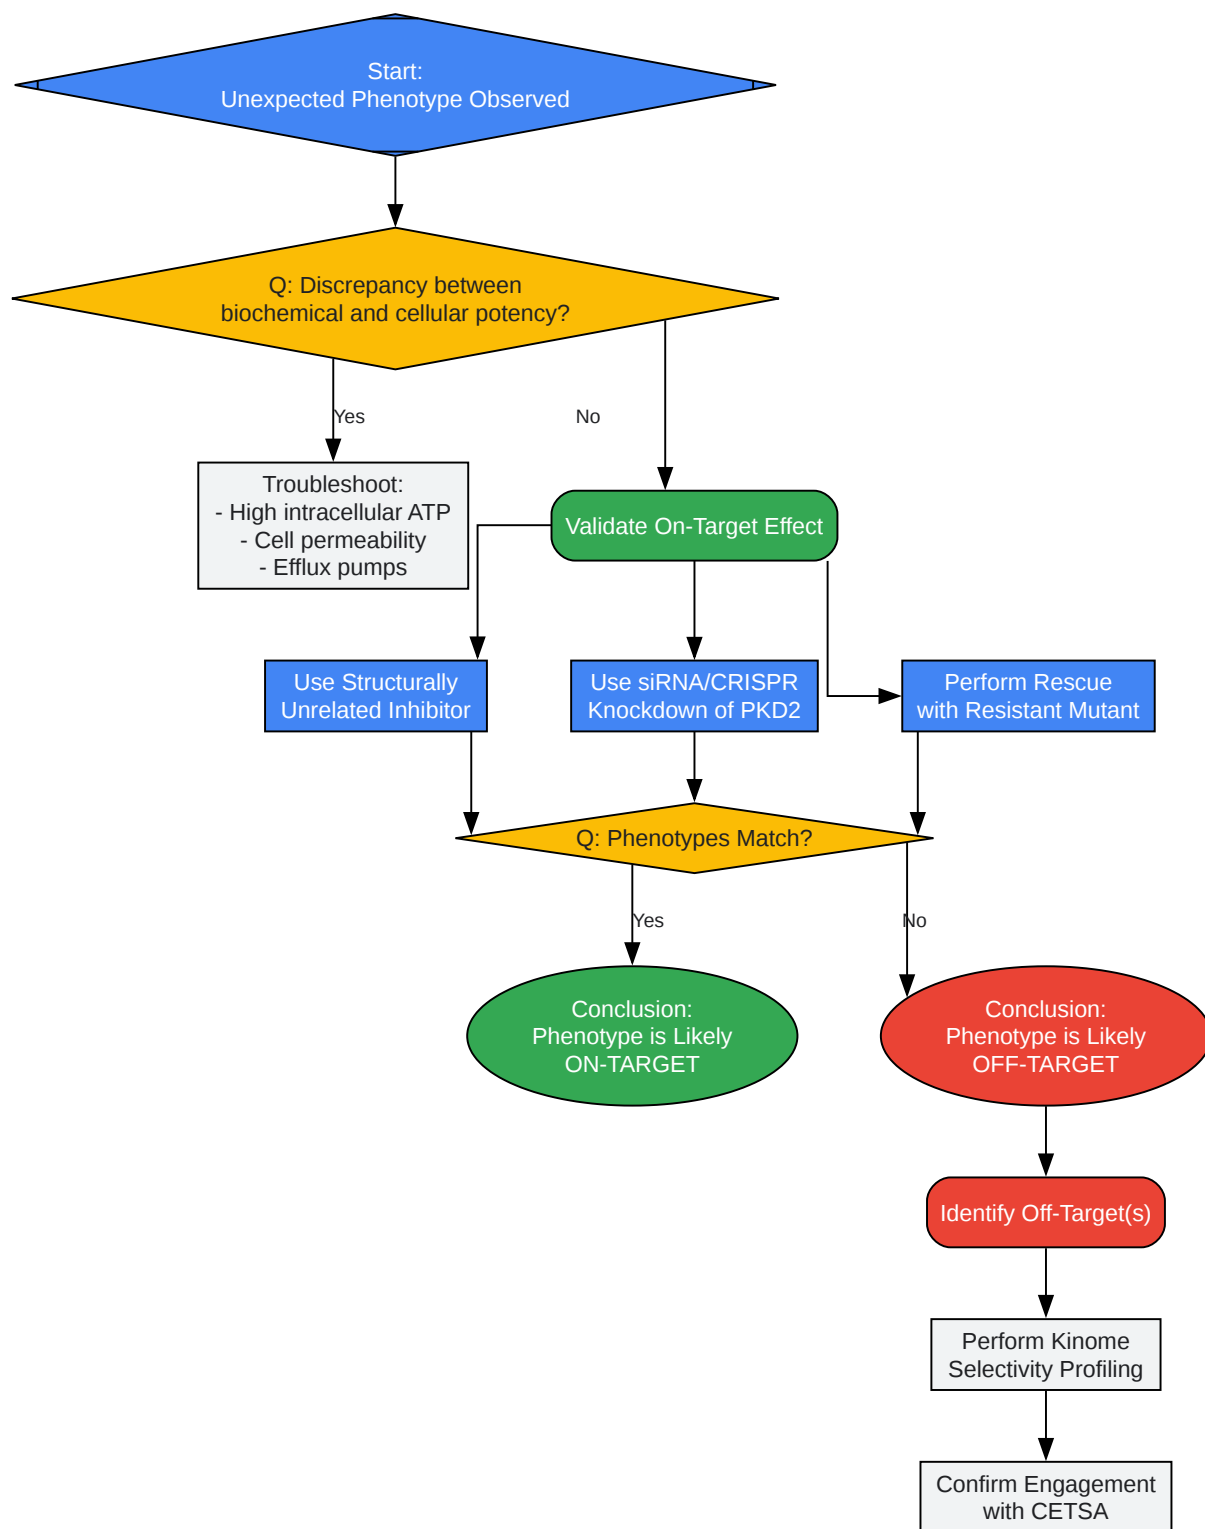 Start:
Unexpected Phenotype Observed
Q: Discrepancy between
biochemical and cellular potency?
Yes
No
Troubleshoot:
- High intracellular ATP
- Cell permeability
- Efflux pumps
Validate On-Target Effect
Use Structurally
Unrelated Inhibitor
Use siRNA/CRISPR
Knockdown of PKD2
Perform Rescue
with Resistant Mutant
Q: Phenotypes Match?
Yes
No
Conclusion:
Phenotype is Likely
ON-TARGET
Conclusion:
Phenotype is Likely
OFF-TARGET
Identify Off-Target(s)
Perform Kinome
Selectivity Profiling
Confirm Engagement
with CETSA